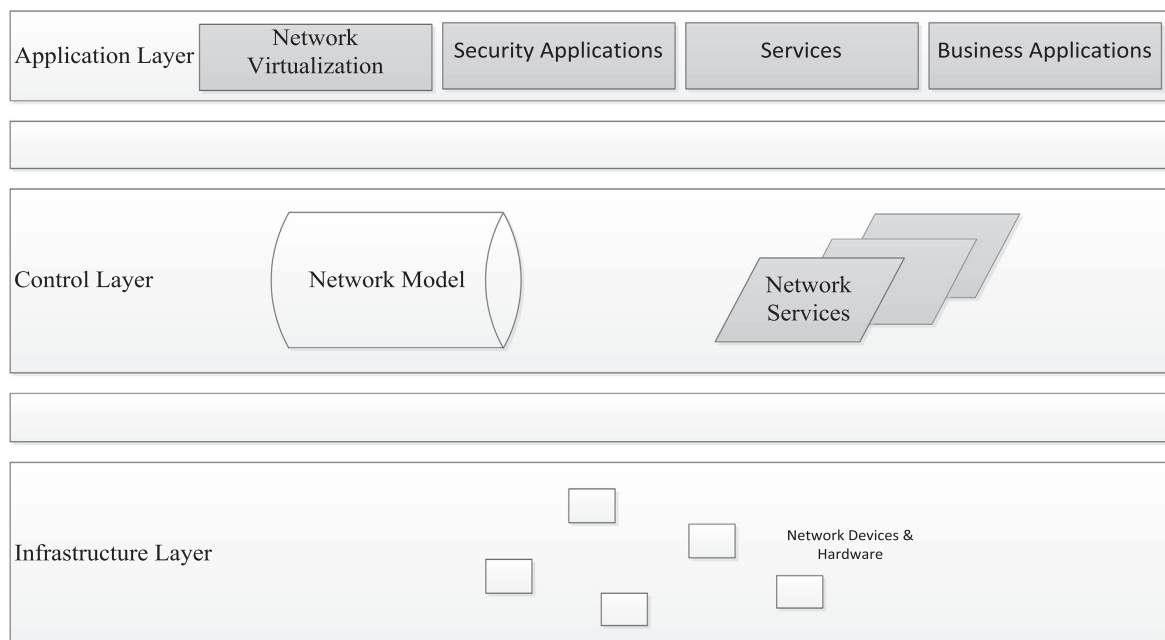 Application Layer
Network
Virtualization
Security Applications
Services
Business Applications
Control Layer
Network Model
Network
Services
Infrastructure Layer
Network Devices &
Hardware